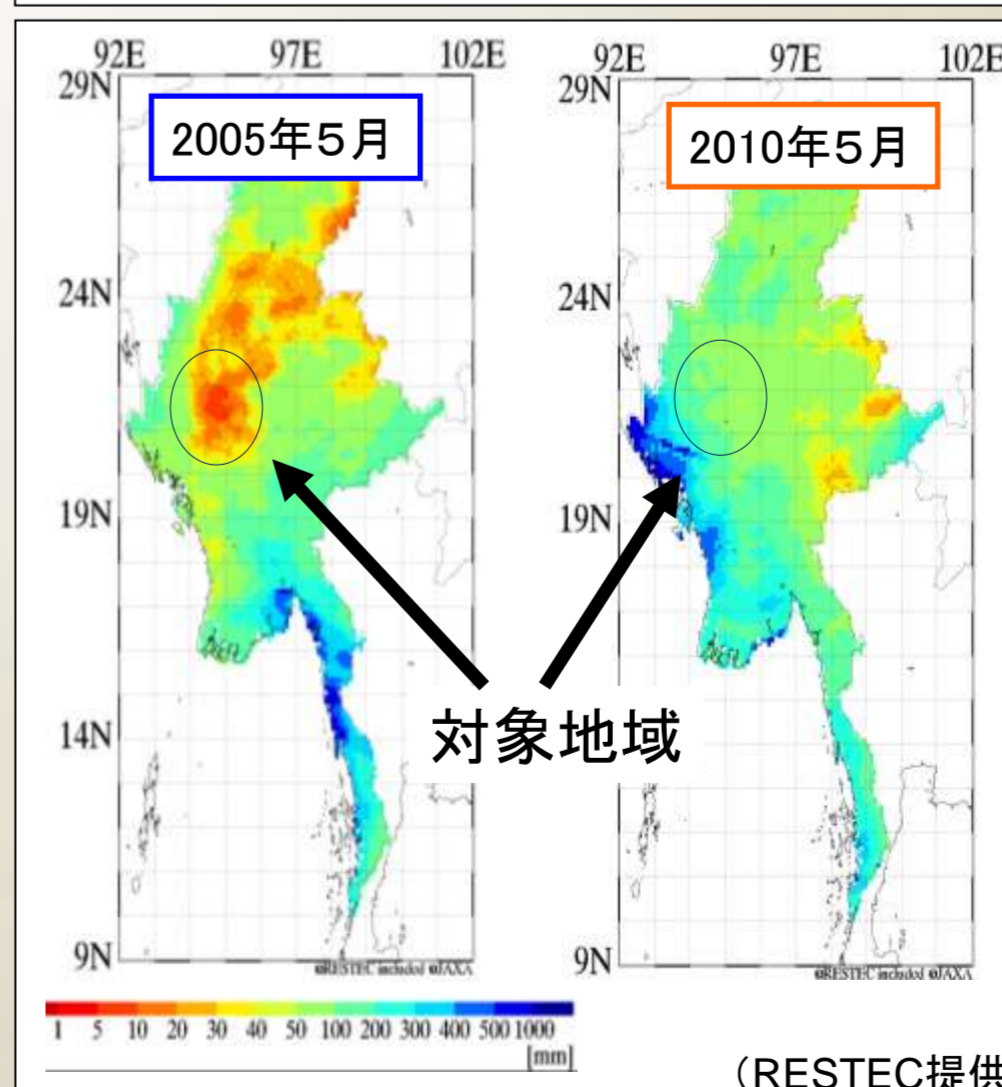 92E 97E 102E
29N
2005年5月
24N
19N
14N
9N
©RESTEC included ©JAXA
92E 97E 102E
29N
2010年5月
24N
19N
9N
©RESTEC included ©JAXA
対象地域
1 5 10 20 30 40 50 100 200 300 400 500 1000
[mm]
（RESTEC提供